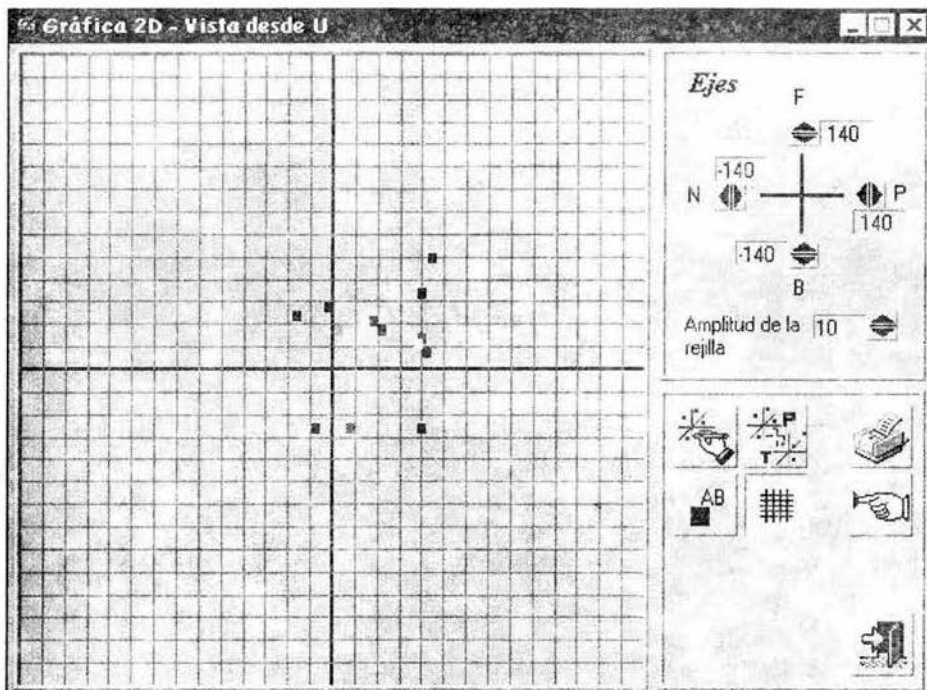 Gráfica 2D - Vista desde U
Ejes
F
140
-140
N
P
140
-140
B
Amplitud de la
10
rejilla
P
T
AB